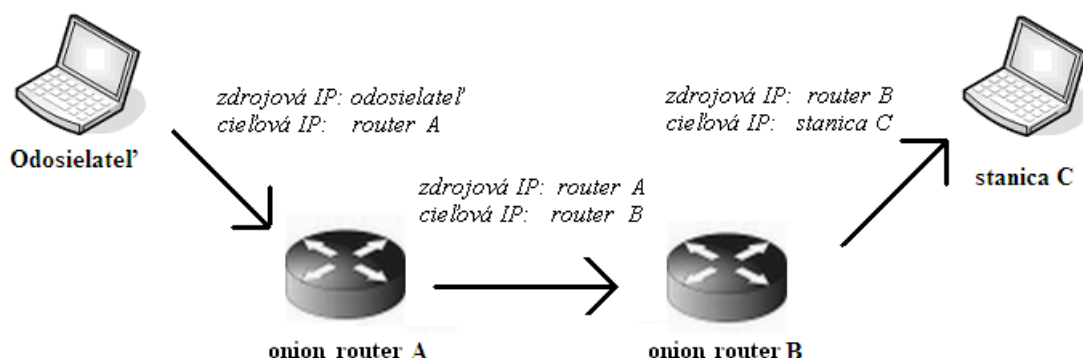 zdrojová IP: odosielateľ
cieľová IP: router A
Odosielateľ
zdrojová IP: router A
cieľová IP: router B
zdrojová IP: router B
cieľová IP: stanica C
stanica C
onion router A
onion router B